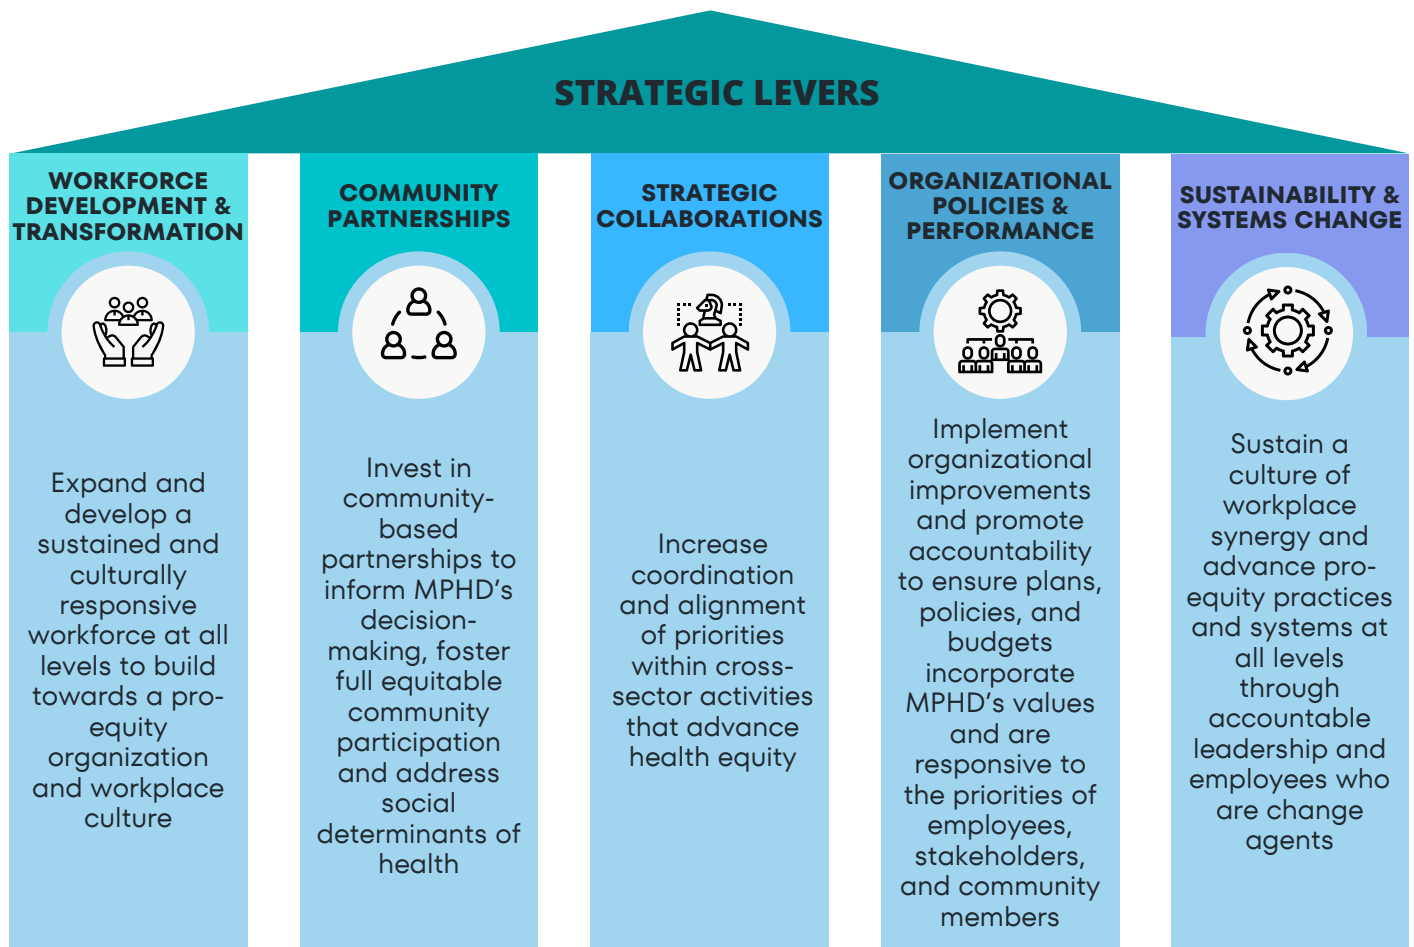 STRATEGIC LEVERS
WORKFORCE
DEVELOPMENT &
TRANSFORMATION
Expand and
develop a
sustained and
culturally
responsive
workforce at all
levels to build
towards a pro-
equity
organization
and workplace
culture
COMMUNITY
PARTNERSHIPS
Invest in
community-
based
partnerships to
inform MPHD’s
decision-
making, foster
full equitable
community
participation
and address
social
determinants of
health
STRATEGIC
COLLABORATIONS
Increase
coordination
and alignment
of priorities
within cross-
sector activities
that advance
health equity
ORGANIZATIONAL
POLICIES &
PERFORMANCE
Implement
organizational
improvements
and promote
accountability
to ensure plans,
policies, and
budgets
incorporate
MPHD’s values
and are
responsive to
the priorities of
employees,
stakeholders,
and community
members
SUSTAINABILITY &
SYSTEMS CHANGE
Sustain a
culture of
workplace
synergy and
advance pro-
equity practices
and systems at
all levels
through
accountable
leadership and
employees who
are change
agents